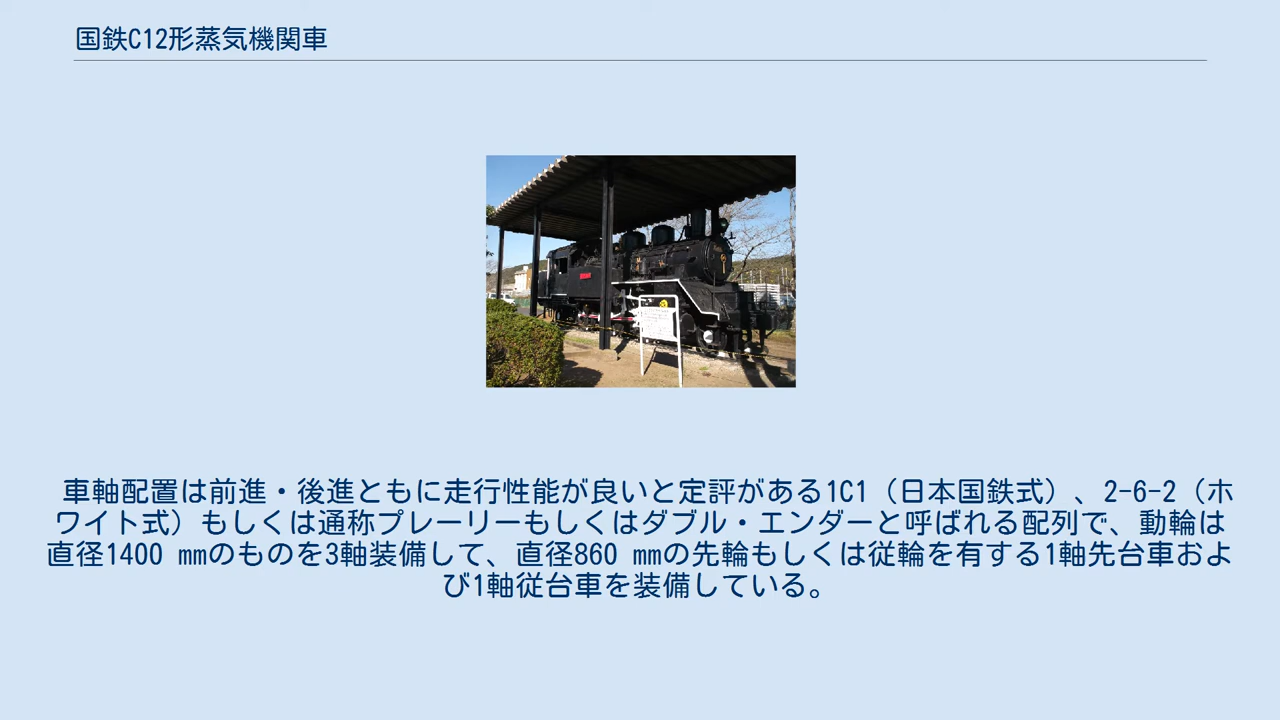 国鉄C12形蒸気機関車
車軸配置は前進・後進ともに走行性能が良いと定評がある1C1（日本国鉄式）、2-6-2（ホ
ワイト式）もしくは通称プレーリーもしくはダブル・エンダーと呼ばれる配列で、動輪は
直径1400 ㎜のものを3軸装備して、直径860 ㎜の先輪もしくは従輪を有する1軸先台車およ
び1軸従台車を装備している。